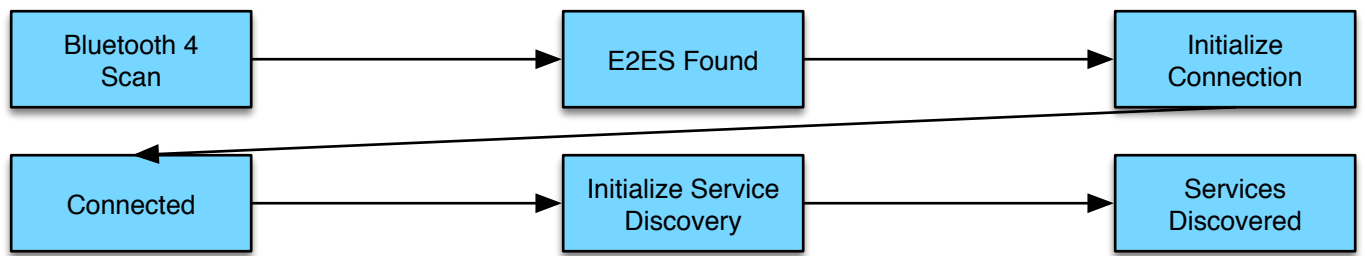 Bluetooth 4
Scan
E2ES Found
Initialize
Connection
Connected
Initialize Service
Discovery
Services
Discovered